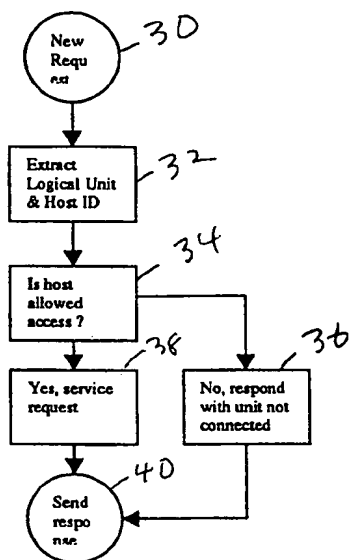 30
New
Requ
est
32
Extract
Logical Unit
& Host ID
34
Is host
allowed
access ?
38
Yes, service
request
36
No, respond
with unit not
connected
40
Send
respo
nse